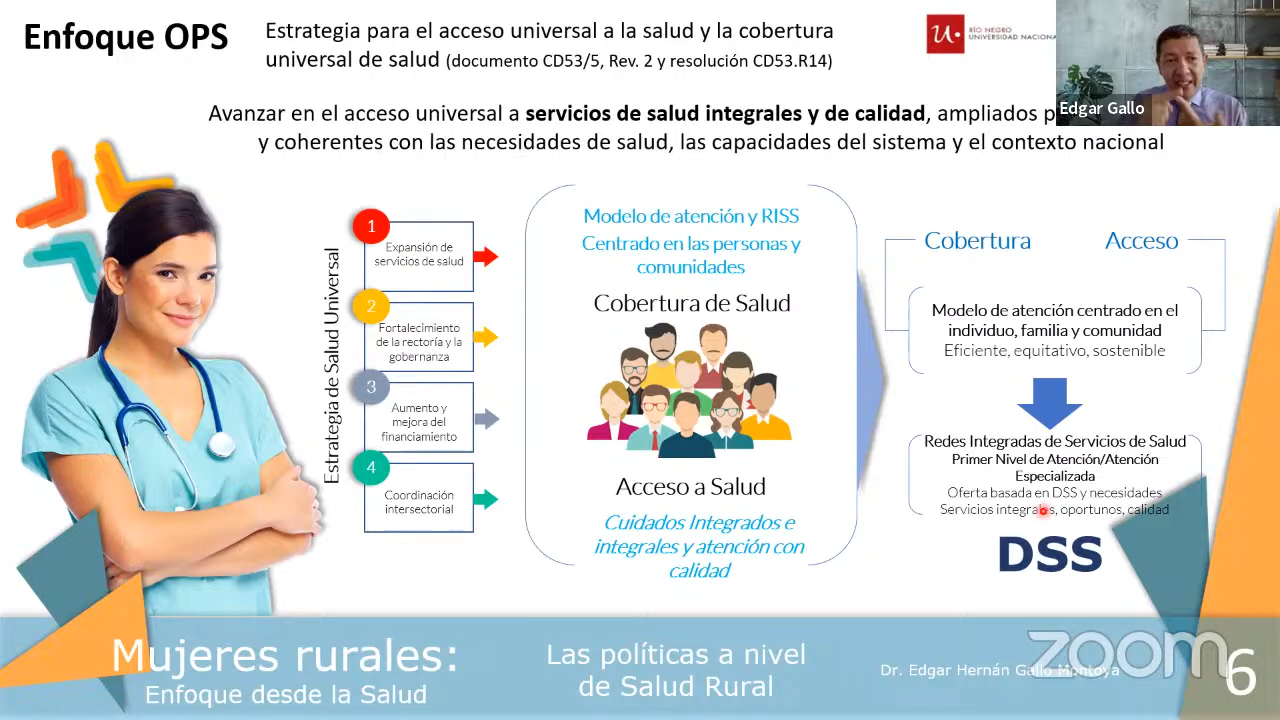 Enfoque OPS
Estrategia para el acceso universal a la salud y la cobertura
universal de salud (documento CD53/5, Rev. 2 y resolución CD53.R14)
RÍO NEGRO
UNIVERSIDAD NACIONAL
Edgar Gallo
Avanzar en el acceso universal a servicios de salud integrales y de calidad, ampliados
y coherentes con las necesidades de salud, las capacidades del sistema y el contexto nacional
Estrategia de Salud Universal
1
Expansión de
servicios de salud
2
Fortalecimiento
de la rectoría y la
gobernanza
3
Aumento y
mejora del
financiamiento
4
Coordinación
intersectorial
Modelo de atención y RISS
Centrado en las personas y
comunidades
Cobertura de Salud
Acceso a Salud
Cuidados Integrados e
integrales y atención con
calidad
Cobertura
Acceso
Modelo de atención centrado en el
individuo, familia y comunidad
Eficiente, equitativo, sostenible
Redes Integradas de Servicios de Salud
Primer Nivel de Atención/Atención
Especializada
Oferta basada en DSS y necesidades
Servicios integrales, oportunos, calidad
DSS
Mujeres rurales:
Enfoque desde la Salud
Las políticas a nivel
de Salud Rural
Dr. Edgar Hernán Gallo Montoya
zoom
6